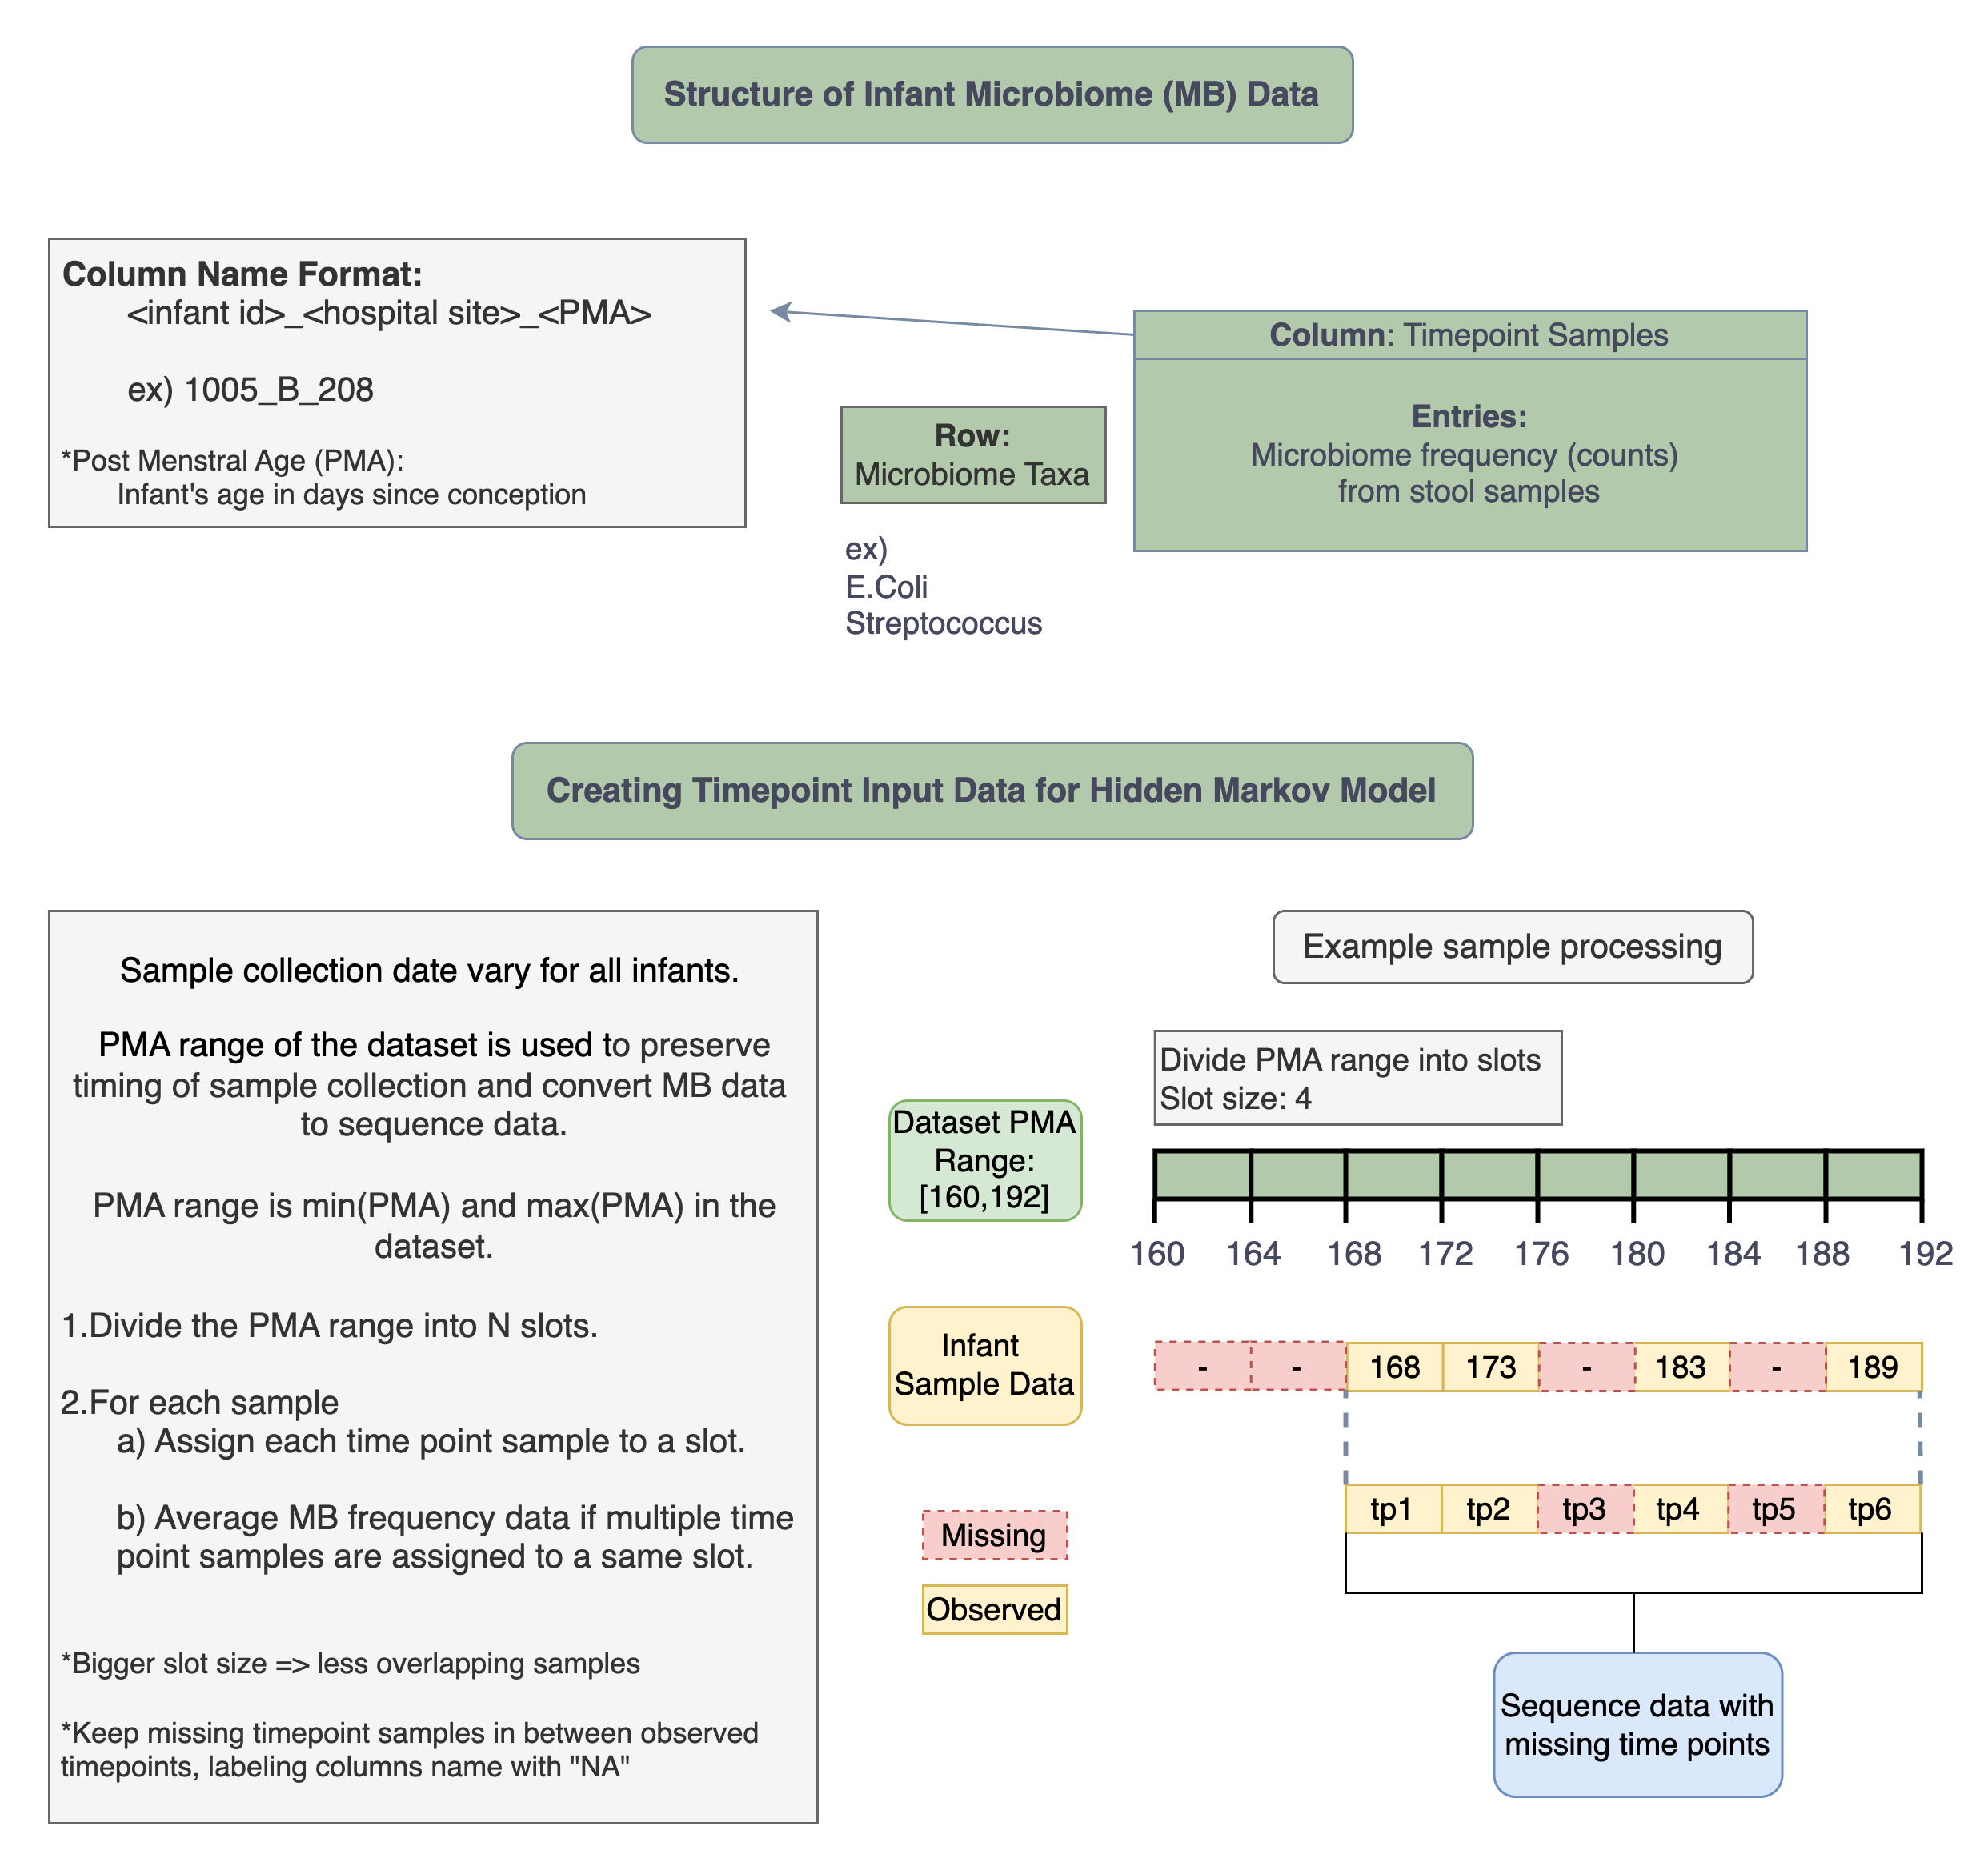 Structure of Infant Microbiome (MB) Data
Column Name Format:
<infant id>_<hospital site>_<PMA>
ex) 1005_B_208
*Post Menstral Age (PMA):
Infant's age in days since conception
Column: Timepoint Samples
Entries:
Microbiome frequency (counts)
from stool samples
Row:
Microbiome Taxa
ex)
E.Coli
Streptococcus
Creating Timepoint Input Data for Hidden Markov Model
Sample collection date vary for all infants.
PMA range of the dataset is used to preserve
timing of sample collection and convert MB data
to sequence data.
PMA range is min(PMA) and max(PMA) in the
dataset.
1.Divide the PMA range into N slots.
2.For each sample
a) Assign each time point sample to a slot.
b) Average MB frequency data if multiple time
point samples are assigned to a same slot.
*Bigger slot size => less overlapping samples
*Keep missing timepoint samples in between observed
timepoints, labeling columns name with "NA"
Example sample processing
Divide PMA range into slots
Slot size: 4
Dataset PMA
Range:
[160,192]
160 164 168 172 176 180 184 188 192
Infant
Sample Data
- - 168 173 - 183 - 189
tp1 tp2 tp3 tp4 tp5 tp6
Missing
Observed
Sequence data with
missing time points